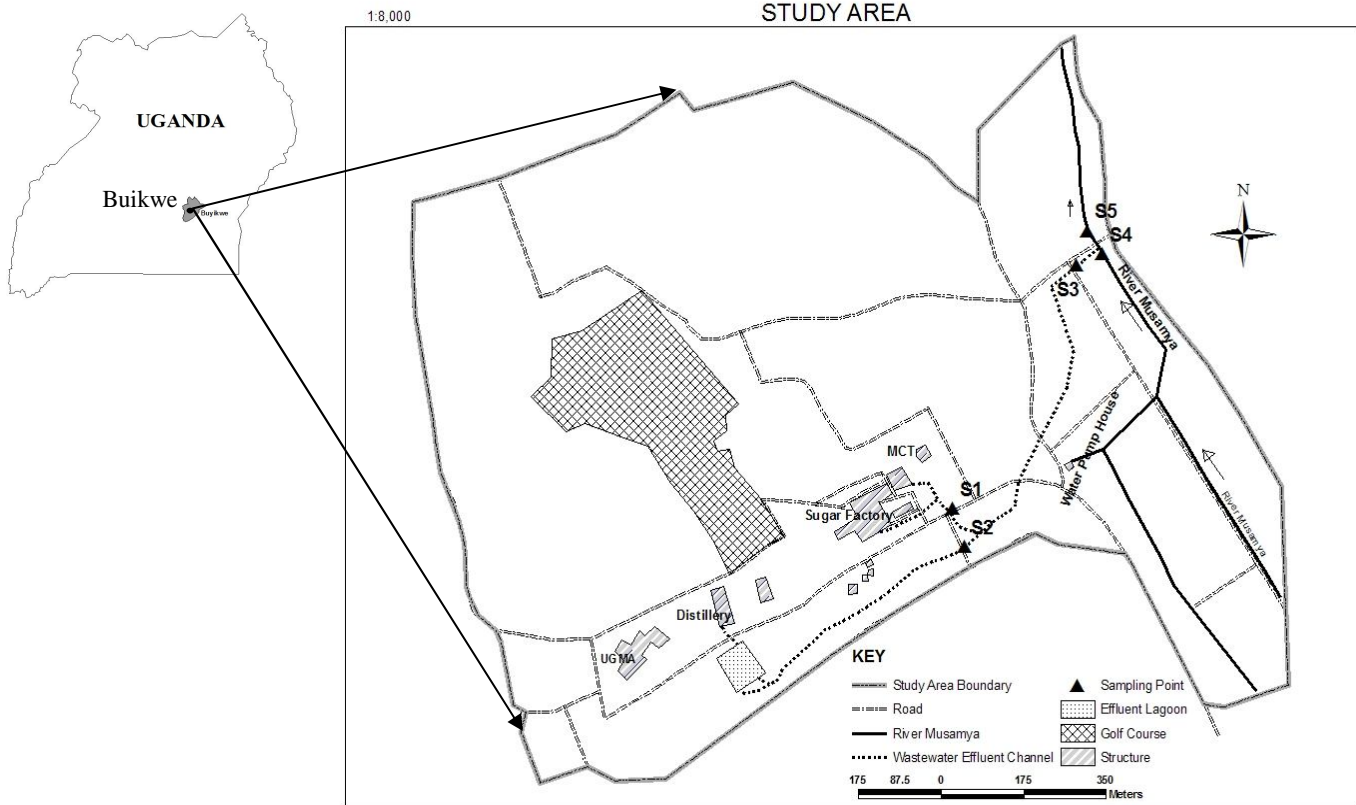 1:8,000
STUDY AREA
UGANDA
Buikwe
Buyikwe
N
S5
S4
S3
River Musamya
Water Pump House
River Musamya
MCT
S1
Sugar Factory
S2
Distillery
UGMA
KEY
Study Area Boundary
Road
River Musamya
Wastewater Effluent Channel
Sampling Point
Effluent Lagoon
Golf Course
Structure
175 87.5 0 175 350
Meters